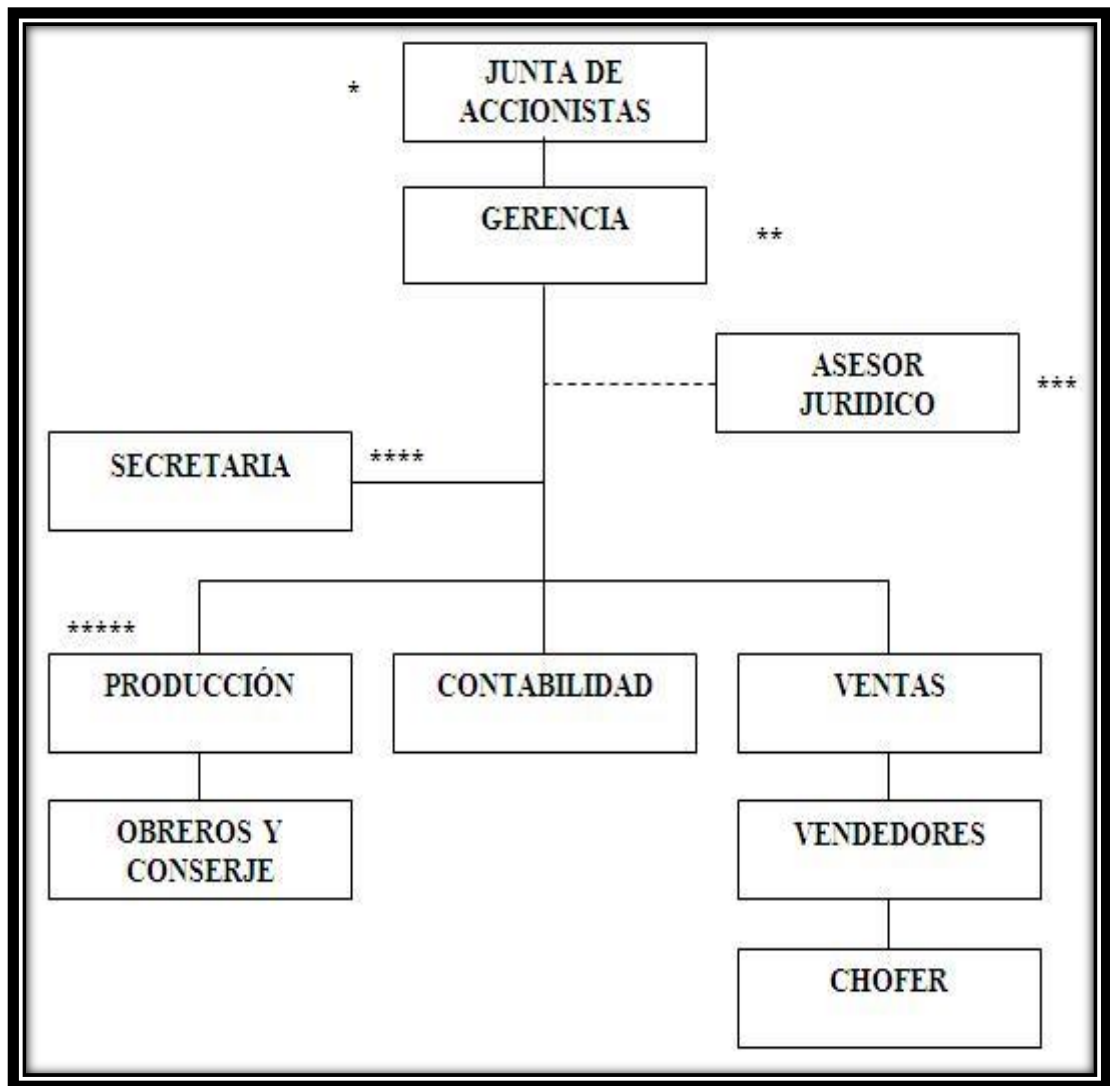 JUNTA DE
ACCIONISTAS
*
GERENCIA
**
ASESOR
JURIDICO
***
SECRETARIA
****
*****
PRODUCCIÓN
CONTABILIDAD
VENTAS
OBREROS Y
CONSERJE
VENDEDORES
CHOFER